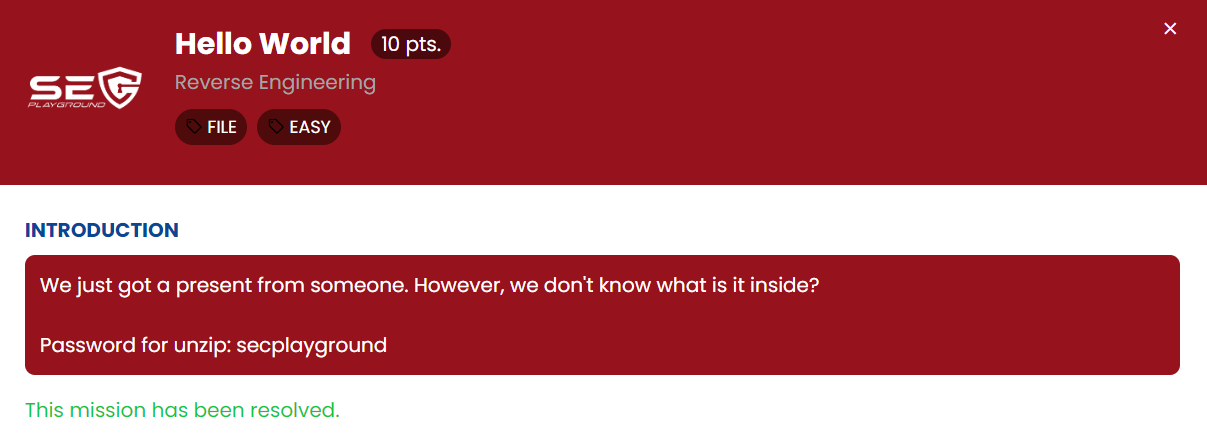 Hello World 10 pts.
SEC
PLAYGROUND
Reverse Engineering
FILE EASY
INTRODUCTION
We just got a present from someone. However, we don't know what is it inside?
Password for unzip: secplayground
This mission has been resolved.